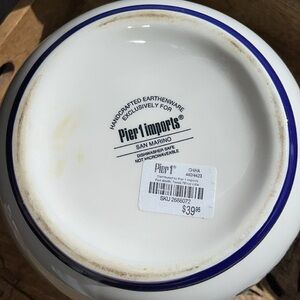 HANDCRAFTED EARTHENWARE
EXCLUSIVELY FOR
Pier 1 imports®
SAN MARINO
DISHWASHER SAFE
NOT MICROWAVEABLE
Pier 1®
CHINA
SKU 2666077
$39.95